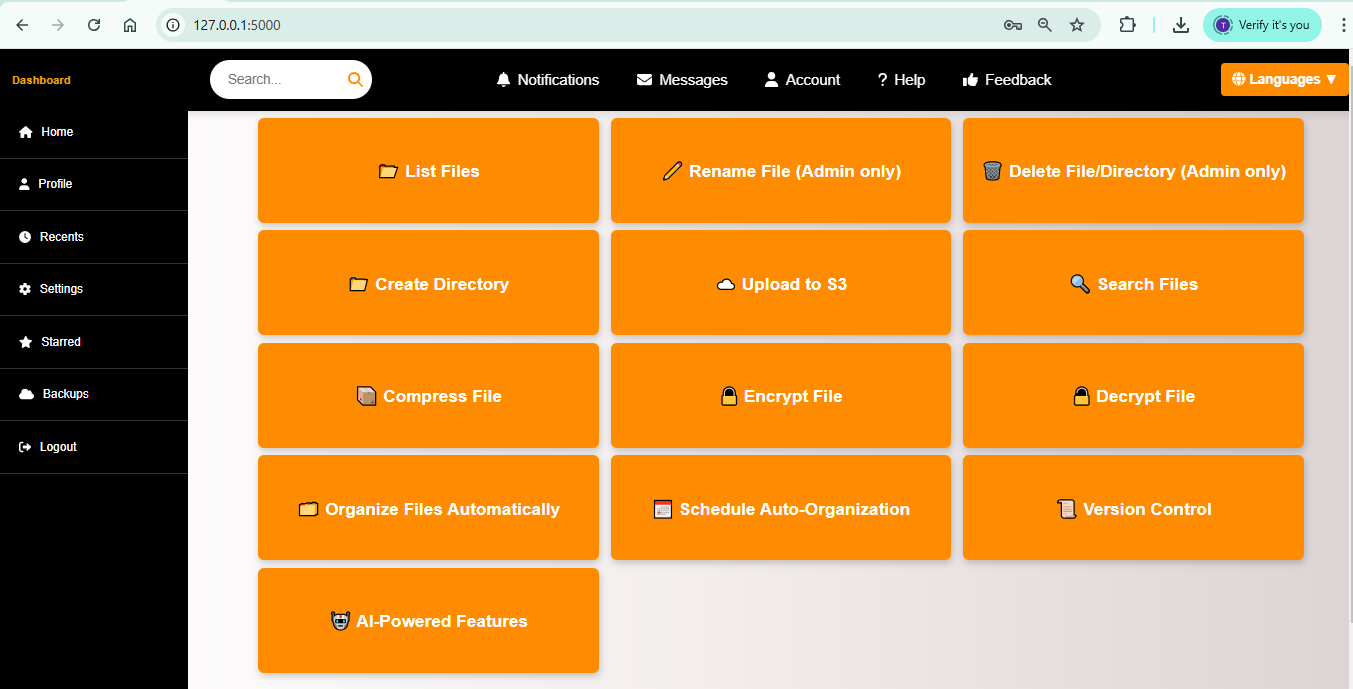 127.0.0.1:5000
Verify it's you
Dashboard
Search...
Notifications
Messages
Account
? Help
Feedback
Languages ▼
Home
Profile
Recents
Settings
Starred
Backups
Logout
List Files
Rename File (Admin only)
Delete File/Directory (Admin only)
Create Directory
Upload to S3
Search Files
Compress File
Encrypt File
Decrypt File
Organize Files Automatically
Schedule Auto-Organization
Version Control
AI-Powered Features